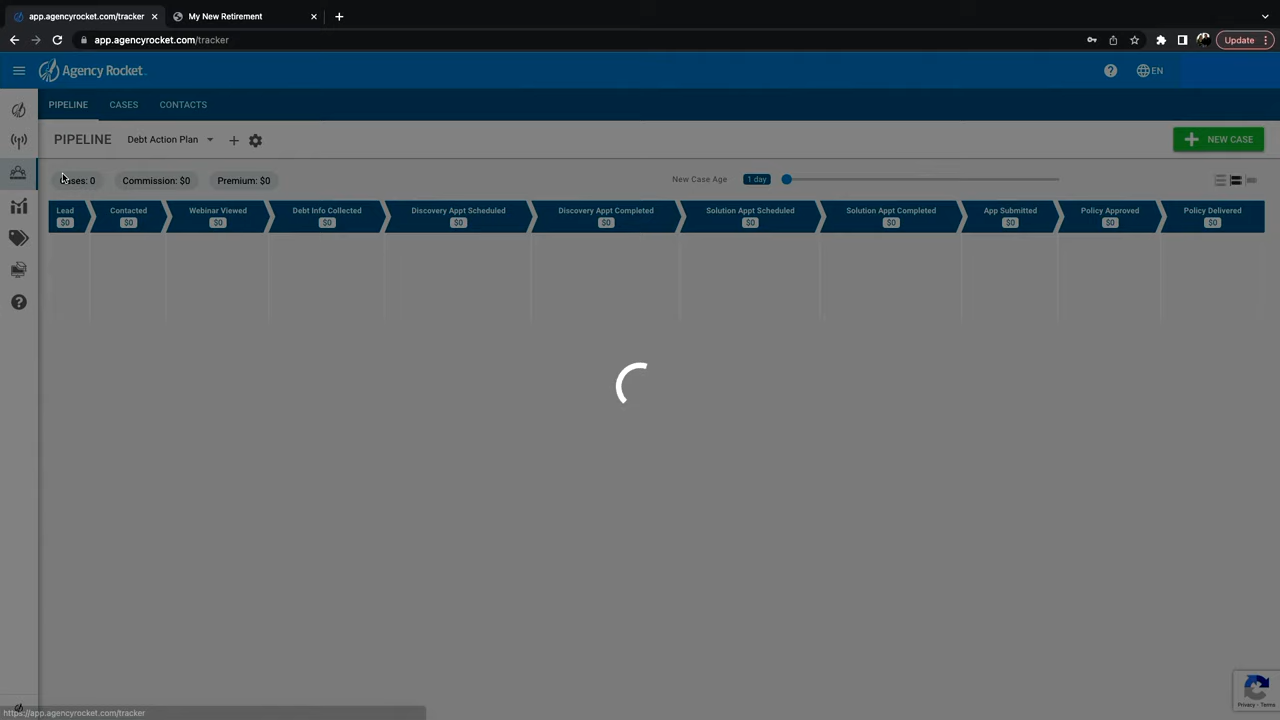 app.agencyrocket.com/tracker
My New Retirement
app.agencyrocket.com/tracker
Update
Agency Rocket
EN
PIPELINE
CASES
CONTACTS
PIPELINE
Debt Action Plan
NEW CASE
Cases: 0
Commission: $0
Premium: $0
New Case Age
1 day
Lead
Contacted
Webinar Viewed
Debt Info Collected
Discovery Appt Scheduled
Discovery Appt Completed
Solution Appt Scheduled
Solution Appt Completed
App Submitted
Policy Approved
Policy Delivered
$0
$0
$0
$0
$0
$0
$0
$0
$0
$0
$0
Privacy - Terms
https://app.agencyrocket.com/tracker